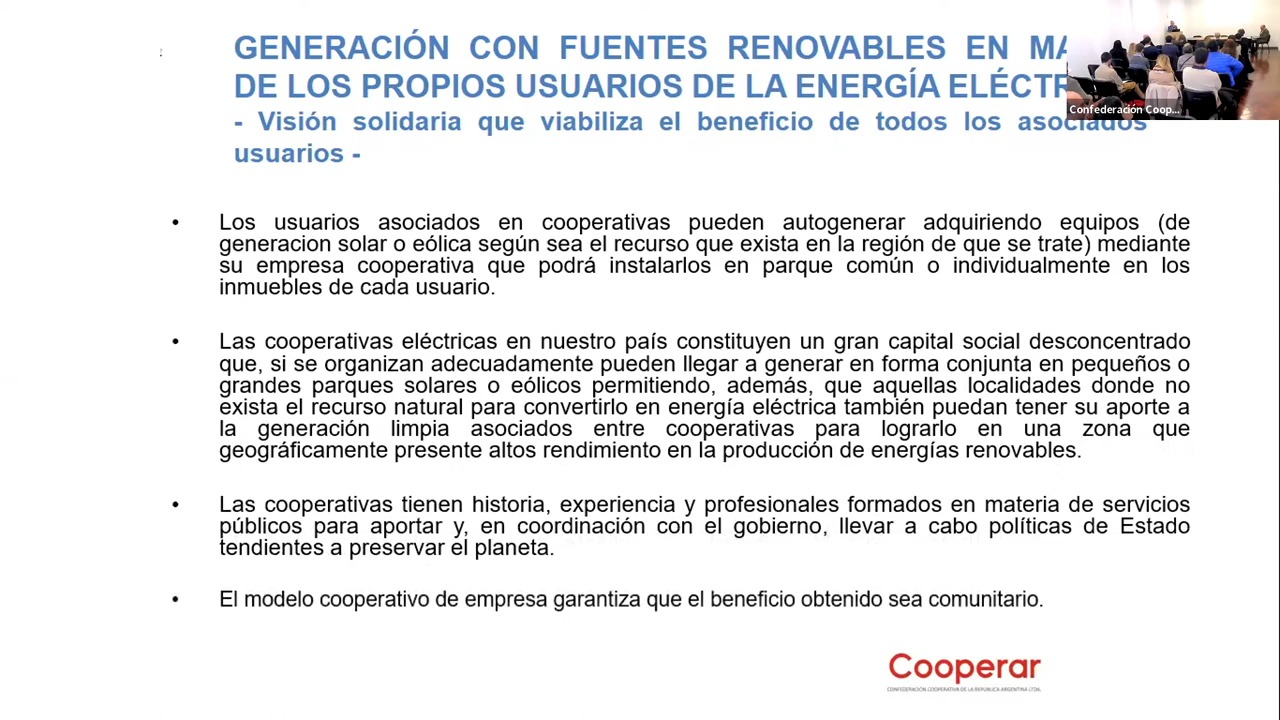 GENERACIÓN CON FUENTES RENOVABLES EN
DE LOS PROPIOS USUARIOS DE LA ENERGÍA
- Visión solidaria que viabiliza el beneficio de todos los asociados
usuarios -
Confederación Coop...
• Los usuarios asociados en cooperativas pueden autogenerar adquiriendo equipos (de
generacion solar o eólica según sea el recurso que exista en la región de que se trate) mediante
su empresa cooperativa que podrá instalarlos en parque común o individualmente en los
inmuebles de cada usuario.
• Las cooperativas eléctricas en nuestro país constituyen un gran capital social desconcentrado
que, si se organizan adecuadamente pueden llegar a generar en forma conjunta en pequeños o
grandes parques solares o eólicos permitiendo, además, que aquellas localidades donde no
exista el recurso natural para convertirlo en energía eléctrica también puedan tener su aporte a
la generación limpia asociados entre cooperativas para lograrlo en una zona que
geográficamente presente altos rendimiento en la producción de energías renovables.
• Las cooperativas tienen historia, experiencia y profesionales formados en materia de servicios
públicos para aportar y, en coordinación con el gobierno, llevar a cabo políticas de Estado
tendientes a preservar el planeta.
• El modelo cooperativo de empresa garantiza que el beneficio obtenido sea comunitario.
Cooperar
CONFEDERACIÓN COOPERATIVA DE LA REPÚBLICA ARGENTINA LTDA.